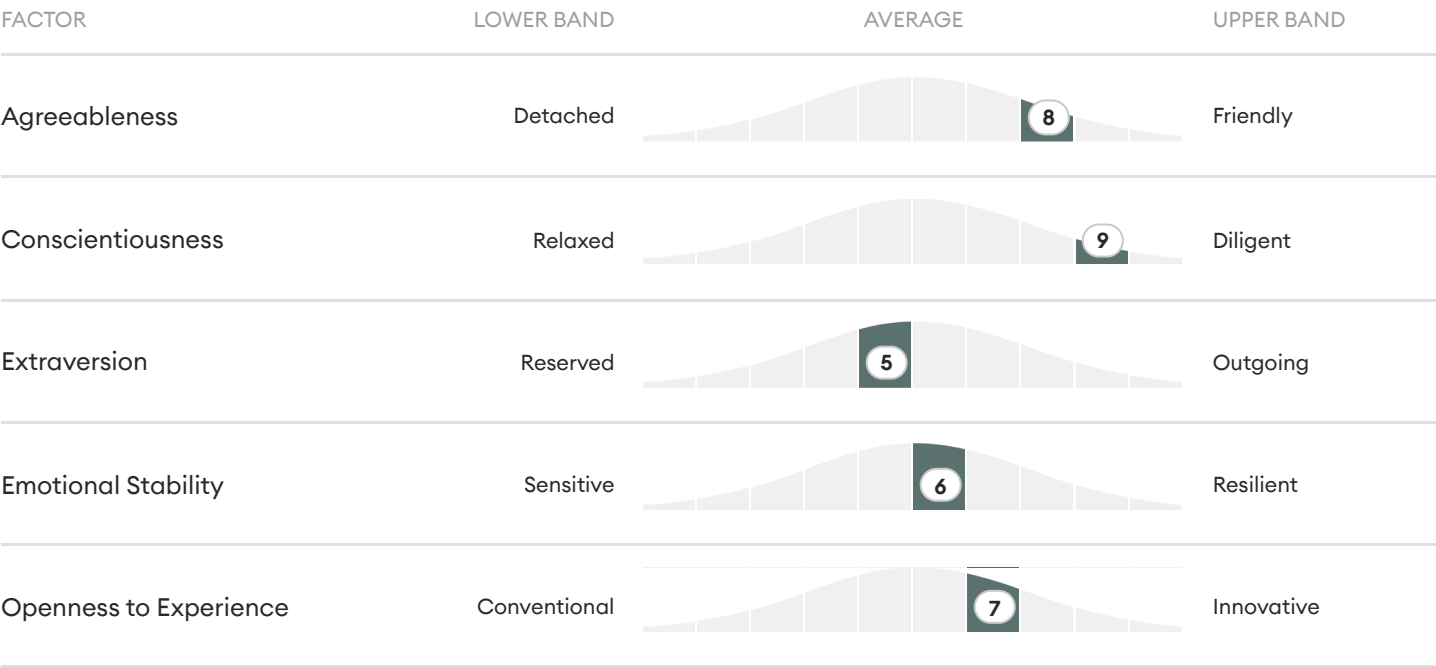 FACTOR LOWER BAND AVERAGE UPPER BAND
Agreeableness Detached 8 Friendly
Conscientiousness Relaxed 9 Diligent
Extraversion Reserved 5 Outgoing
Emotional Stability Sensitive 6 Resilient
Openness to Experience Conventional 7 Innovative